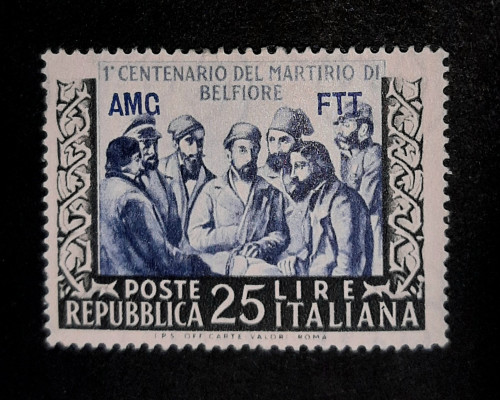 1° CENTENARIO DEL MARTIRIO DI
BELFIORE
AMG FTT
POSTE 25 LIRE
REPUBBLICA ITALIANA
I.P.S. OFF. CARTE VALORI ROMA